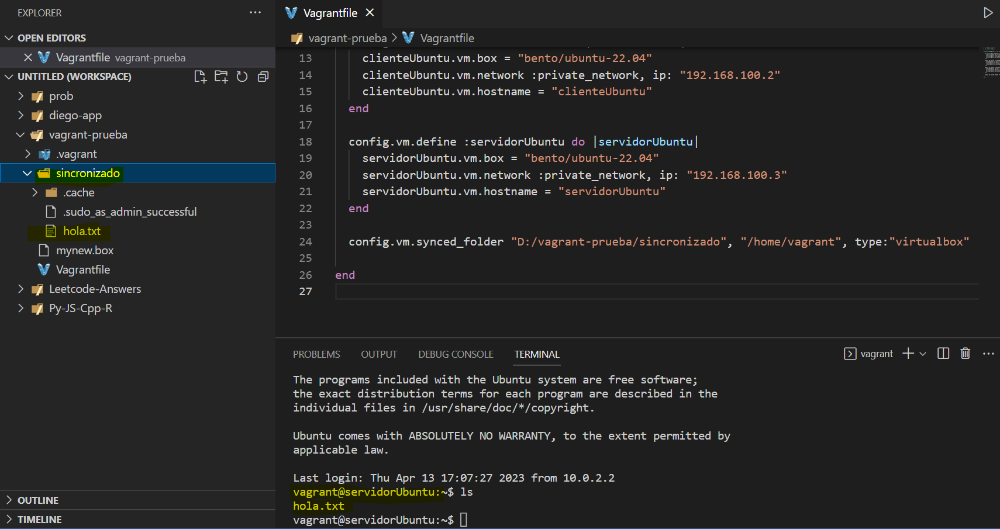 EXPLORER
OPEN EDITORS
Vagrantfile vagrant-prueba
UNTITLED (WORKSPACE)
prob
diego-app
vagrant-prueba
.vagrant
sincronizado
.cache
.sudo_as_admin_successful
hola.txt
mynew.box
Vagrantfile
Leetcode-Answers
Py-JS-Cpp-R
OUTLINE
TIMELINE
Vagrantfile
vagrant-prueba > Vagrantfile
13 clienteUbuntu.vm.box = "bento/ubuntu-22.04"
14 clienteUbuntu.vm.network :private_network, ip: "192.168.100.2"
15 clienteUbuntu.vm.hostname = "clienteUbuntu"
16 end
17
18 config.vm.define :servidorUbuntu do |servidorUbuntu|
19 servidorUbuntu.vm.box = "bento/ubuntu-22.04"
20 servidorUbuntu.vm.network :private_network, ip: "192.168.100.3"
21 servidorUbuntu.vm.hostname = "servidorUbuntu"
22 end
23
24 config.vm.synced_folder "D:/vagrant-prueba/sincronizado", "/home/vagrant", type:"virtualbox"
25
26 end
27
PROBLEMS OUTPUT DEBUG CONSOLE TERMINAL
vagrant
The programs included with the Ubuntu system are free software;
the exact distribution terms for each program are described in the
individual files in /usr/share/doc/*/copyright.
Ubuntu comes with ABSOLUTELY NO WARRANTY, to the extent permitted by
applicable law.
Last login: Thu Apr 13 17:07:27 2023 from 10.0.2.2
vagrant@servidorUbuntu:~$ ls
hola.txt
vagrant@servidorUbuntu:~$